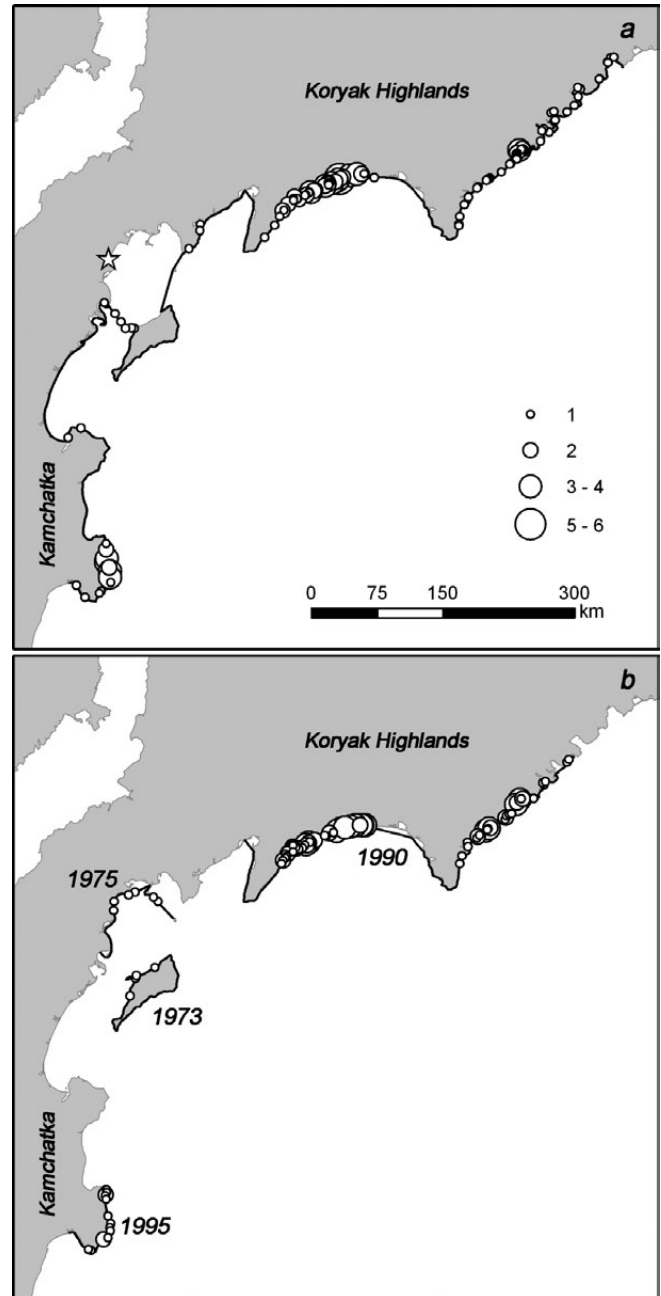 a
Koryak Highlands
Kamchatka
1
2
3 - 4
5 - 6
0 75 150 300
km
b
Koryak Highlands
1990
1975
1973
Kamchatka
1995